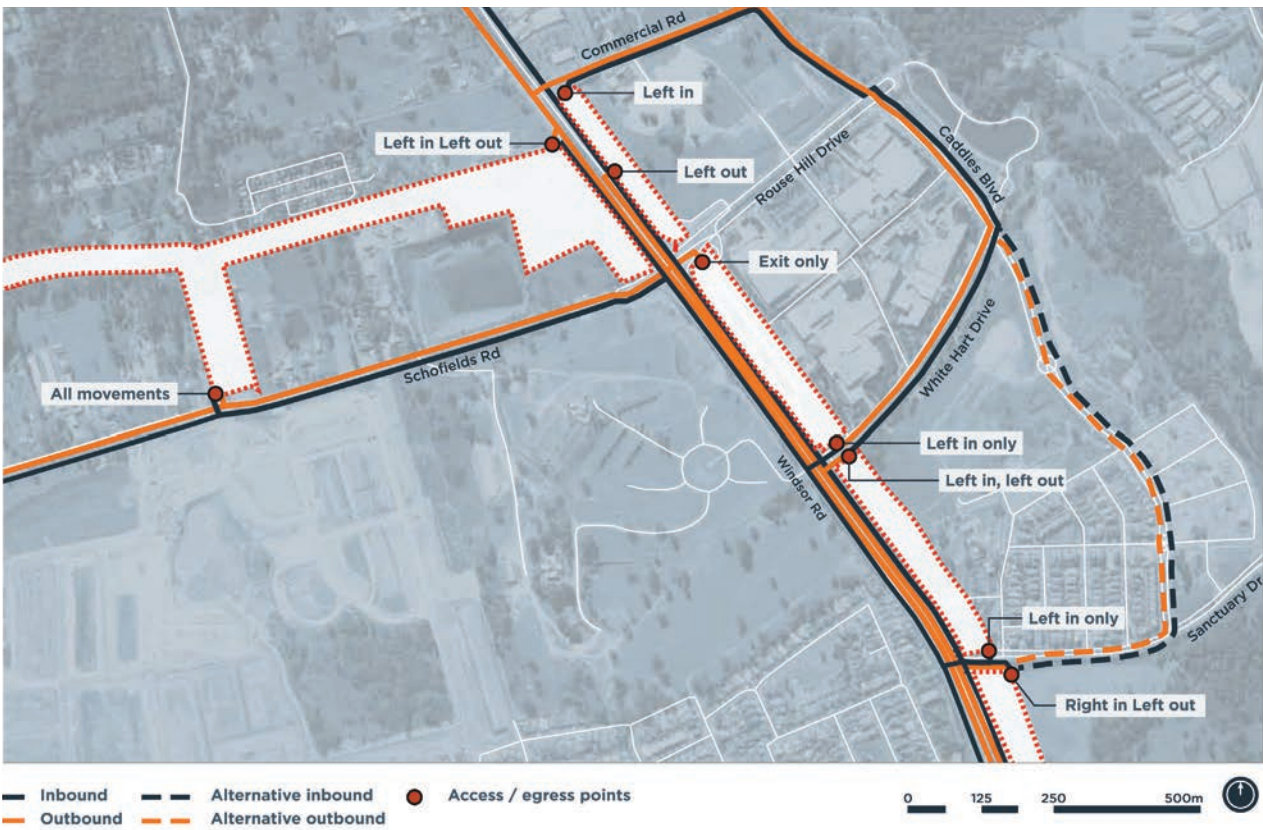 Commercial Rd
Left in
Left in Left out
Left out
Rouse Hill Drive
Caddies Blvd
Exit only
White Hart Drive
Schofields Rd
All movements
Left in only
Left in, left out
Windsor Rd
Left in only
Sanctuary Dr
Right in Left out
Inbound
Alternative inbound
Access / egress points
Outbound
Alternative outbound
0 125 250 500m